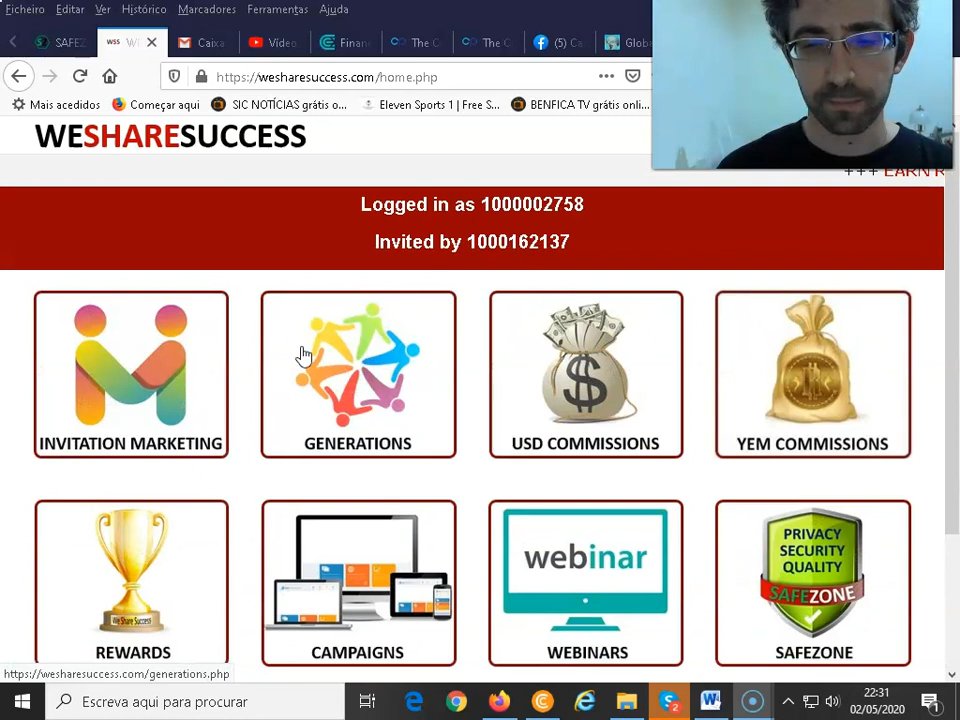 Ficheiro Editar Ver Histórico Marcadores Ferramentas Ajuda
SAFEZ WSS W Caixa Vídeo Finan The C The C (5) Ca Glob
https://wesharesuccess.com/home.php
Mais acedidos Começar aqui SIC NOTÍCIAS grátis o... Eleven Sports 1 | Free S... BENFICA TV grátis onli...
WESHARESUCCESS
+++ EARN R
Logged in as 1000002758
Invited by 1000162137
INVITATION MARKETING GENERATIONS USD COMMISSIONS YEM COMMISSIONS
$
We Share Success
webinar
PRIVACY
SECURITY
QUALITY
SAFEZONE
REWARDS CAMPAIGNS WEBINARS SAFEZONE
https://wesharesuccess.com/generations.php
Escreva aqui para procurar
2
22:31
02/05/2020
1